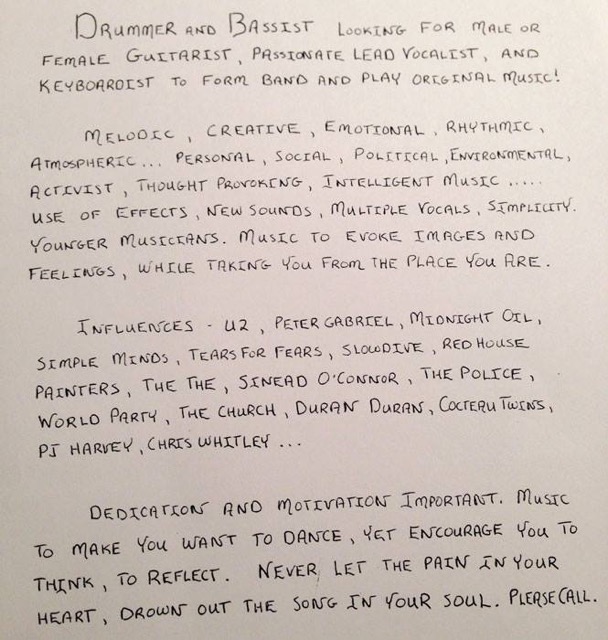 DRUMMER AND BASSIST LOOKING FOR MALE OR
FEMALE GUITARIST, PASSIONATE LEAD VOCALIST, AND
KEYBOARDIST TO FORM BAND AND PLAY ORIGINAL MUSIC!
MELODIC, CREATIVE, EMOTIONAL, RHYTHMIC,
ATMOSPHERIC... PERSONAL, SOCIAL, POLITICAL, ENVIRONMENTAL,
ACTIVIST, THOUGHT PROVOKING, INTELLIGENT MUSIC .....
USE OF EFFECTS, NEW SOUNDS, MULTIPLE VOCALS, SIMPLICITY.
YOUNGER MUSICIANS. MUSIC TO EVOKE IMAGES AND
FEELINGS, WHILE TAKING YOU FROM THE PLACE YOU ARE.
INFLUENCES - U2, PETER GABRIEL, MIDNIGHT OIL,
SIMPLE MINDS, TEARS FOR FEARS, SLOWDIVE, RED HOUSE
PAINTERS, THE THE, SINEAD O'CONNOR, THE POLICE,
WORLD PARTY, THE CHURCH, DURAN DURAN, COCTEAU TWINS,
PJ HARVEY, CHRIS WHITLEY ...
DEDICATION AND MOTIVATION IMPORTANT. MUSIC
TO MAKE YOU WANT TO DANCE, YET ENCOURAGE YOU TO
THINK, TO REFLECT. NEVER LET THE PAIN IN YOUR
HEART, DROWN OUT THE SONG IN YOUR SOUL. PLEASE CALL.